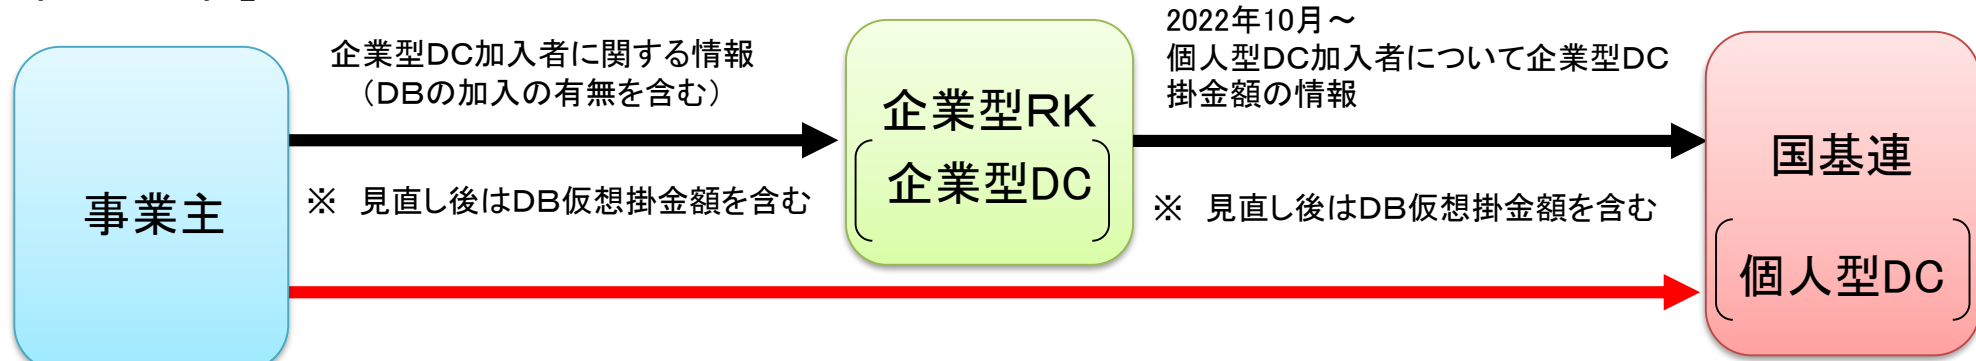 事業主
企業型DC加入者に関する情報
（DBの加入の有無を含む）
※　見直し後はDB仮想掛金額を含む
企業型RK
企業型DC
2022年10月～
個人型DC加入者について企業型DC
掛金額の情報
※　見直し後はDB仮想掛金額を含む
国基連
個人型DC